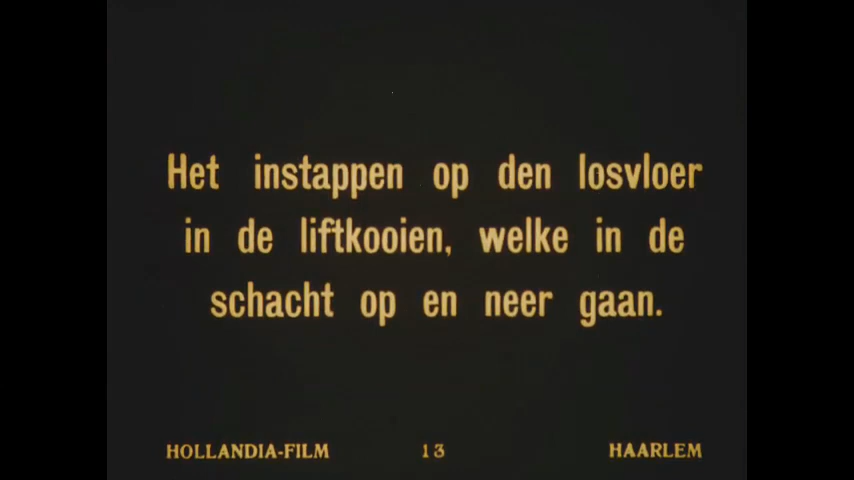 Het instappen op den losvloer
in de liftkooien, welke in de
schacht op en neer gaan.
HOLLANDIA-FILM 13 HAARLEM